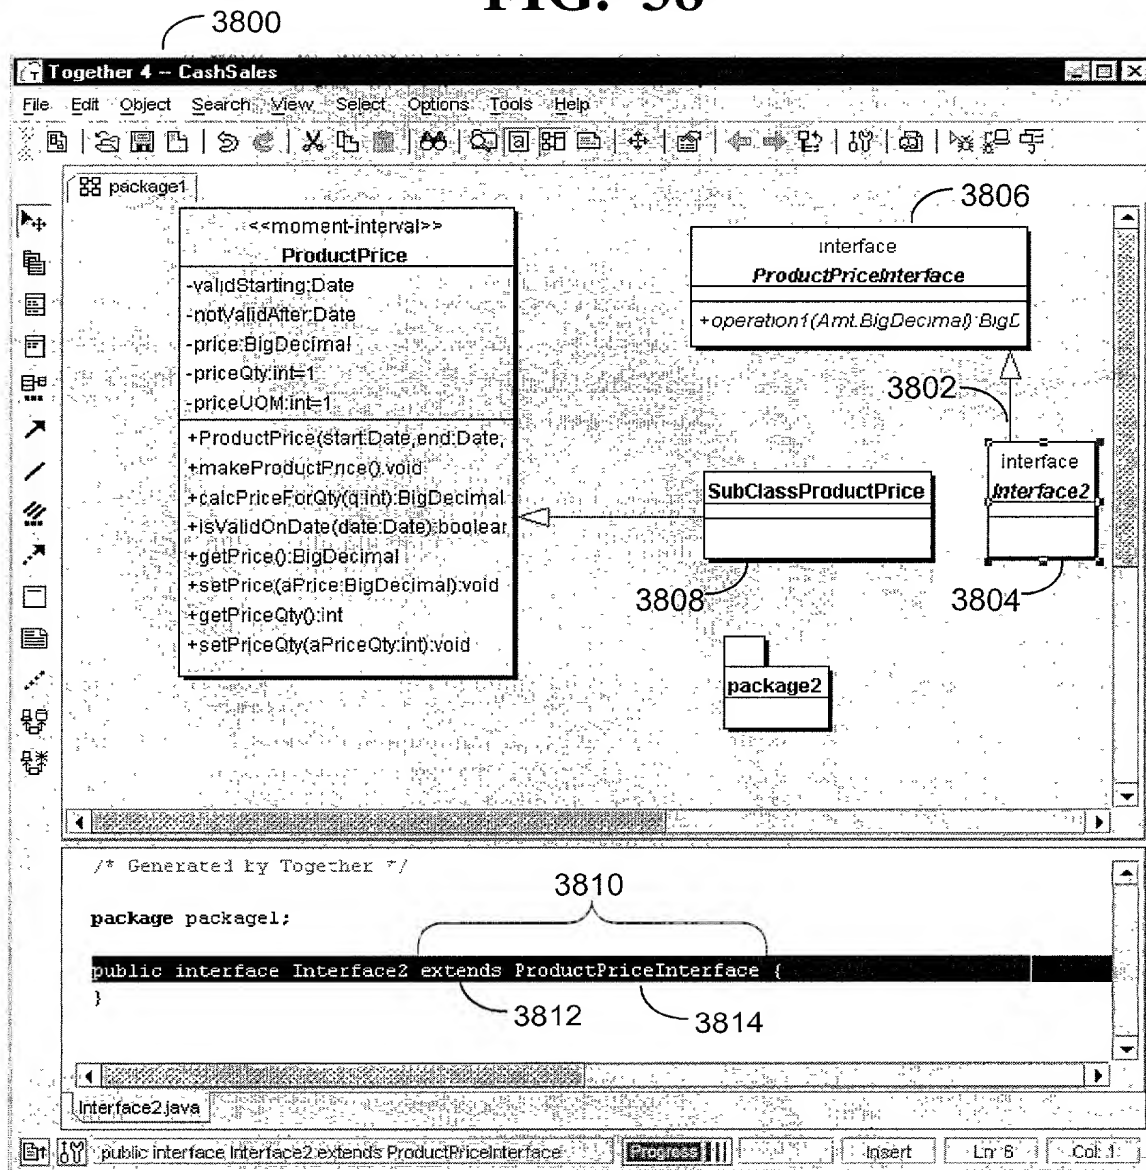 FIG. 38
3800
Together 4 -- CashSales
File Edit Object Search View Select Options Tools Help
package1
<<moment-interval>>
ProductPrice
-validStarting:Date
-notValidAfter:Date
-price:BigDecimal
-priceQty:int=1
-priceUOM:int=1
+ProductPrice(start:Date,end:Date,
+makeProductPrice():void
+calcPriceForQty(q:int):BigDecimal
+isValidOnDate(date:Date):boolear
+getPrice():BigDecimal
+setPrice(aPrice:BigDecimal):void
+getPriceQty():int
+setPriceQty(aPriceQty:int):void
3806
interface
ProductPriceInterface
+operation1(Amt:BigDecimal):BigD
3802
interface
Interface2
3804
SubClassProductPrice
3808
package2
/* Generated by Together */
package package1;
3810
public interface Interface2 extends ProductPriceInterface {
}
3812
3814
Interface2.java
public interface Interface2 extends ProductPriceInterface
Progress
Insert
Ln: 6
Col: 1